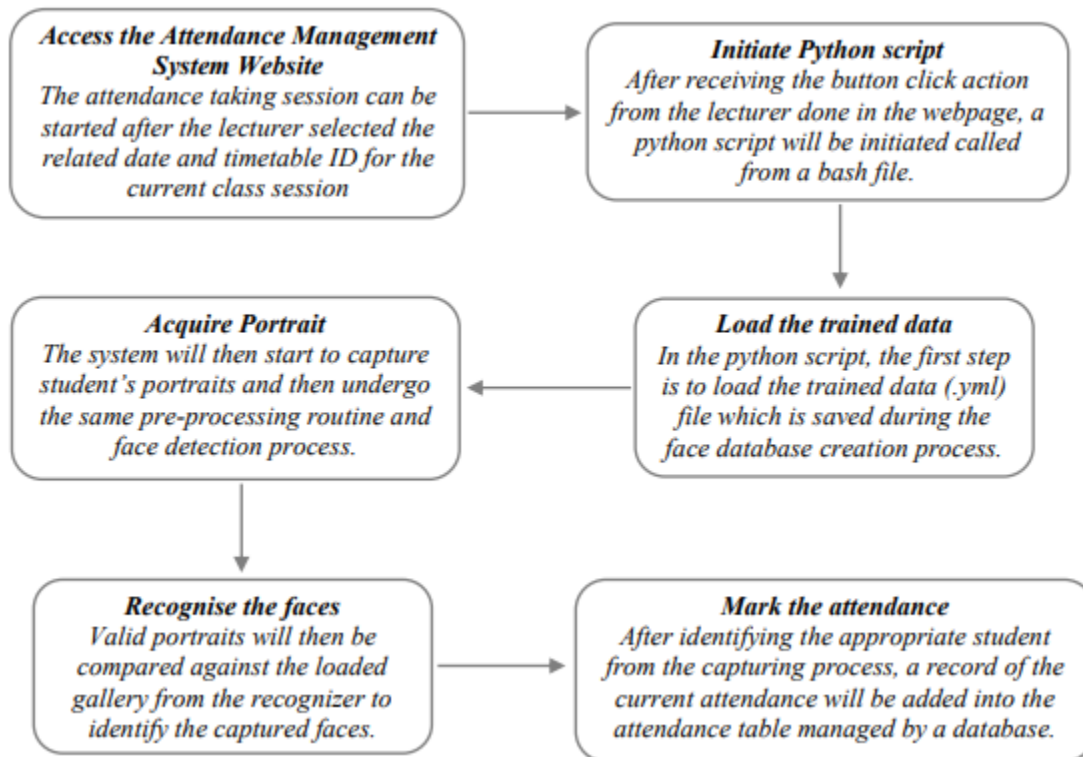 Access the Attendance Management
System Website
The attendance taking session can be
started after the lecturer selected the
related date and timetable ID for the
current class session
Initiate Python script
After receiving the button click action
from the lecturer done in the webpage, a
python script will be initiated called
from a bash file.
Load the trained data
In the python script, the first step
is to load the trained data (.yml)
file which is saved during the
face database creation process.
Acquire Portrait
The system will then start to capture
student's portraits and then undergo
the same pre-processing routine and
face detection process.
Recognise the faces
Valid portraits will then be
compared against the loaded
gallery from the recognizer to
identify the captured faces.
Mark the attendance
After identifying the appropriate student
from the capturing process, a record of the
current attendance will be added into the
attendance table managed by a database.